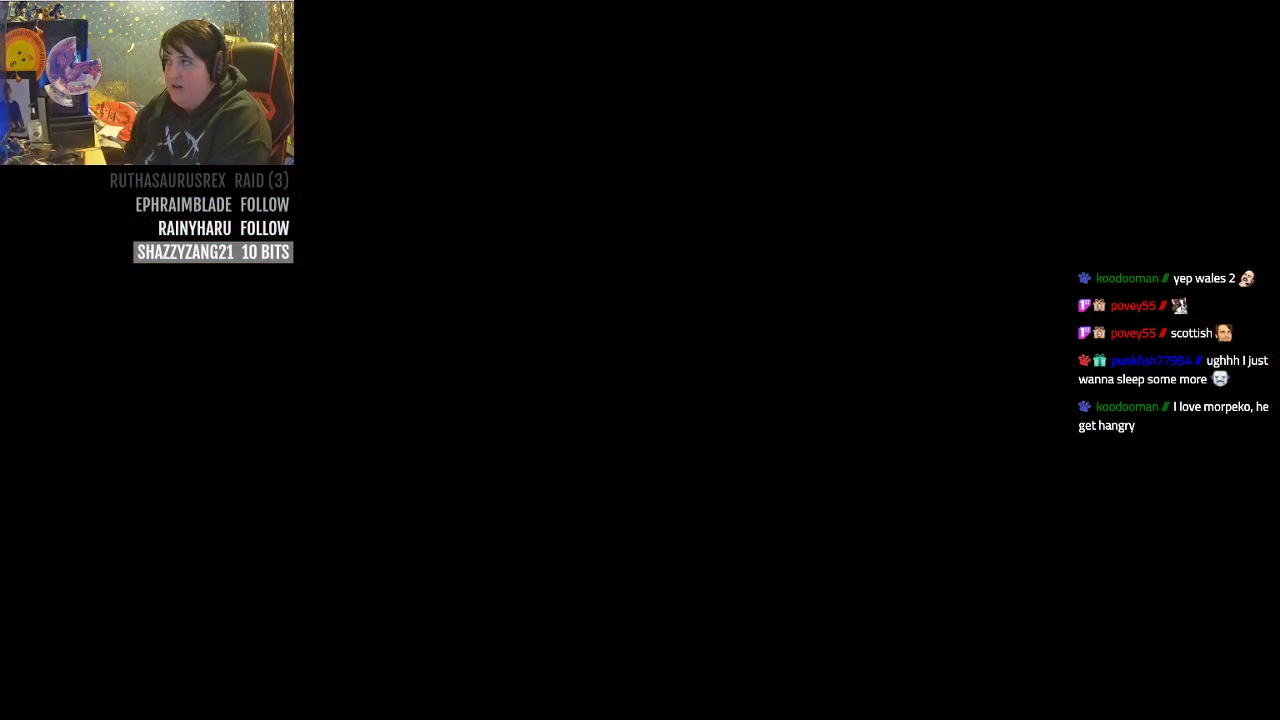 RUTHASAURUSREX RAID (3)
EPHRAIMBLADE FOLLOW
RAINYHARU FOLLOW
SHAZZYZANG21 10 BITS
koodooman // yep wales 2
povey55 //
povey55 // scottish
punkfish77954 // ughhh I just
wanna sleep some more
koodooman // I love morpeko, he
get hangry